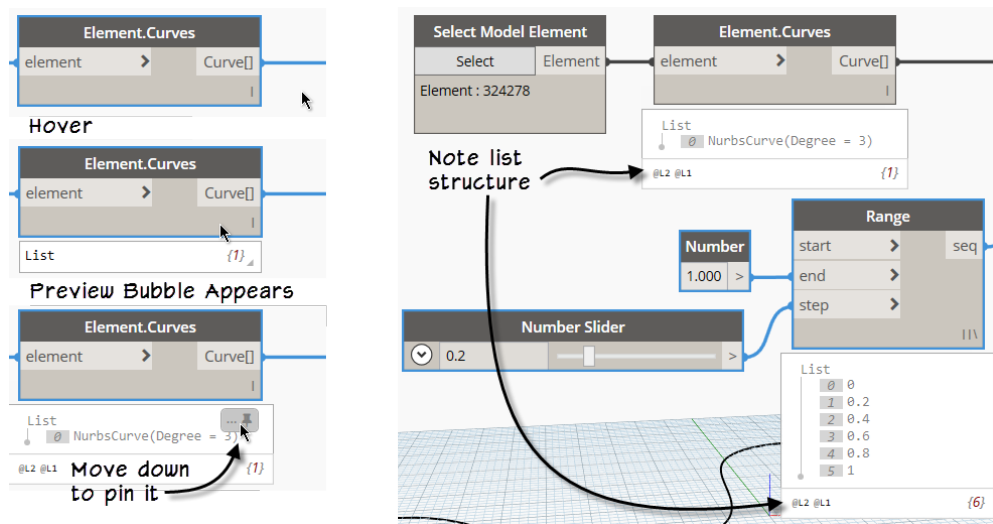 Element.Curves
element > Curve[]
I
Hover
Element.Curves
element > Curve[]
I
List {1}
Preview Bubble Appears
Element.Curves
element > Curve[]
I
...
List
0 NurbsCurve(Degree = 3)
@L2 @L1 {1}
Move down
to pin it
Select Model Element
Select Element
Element : 324278
Element.Curves
element > Curve[]
I
List
0 NurbsCurve(Degree = 3)
@L2 @L1 {1}
Note list
structure
Range
start > seq
end >
step >
III\
Number
1.000 >
Number Slider
0.2 >
List
0 0
1 0.2
2 0.4
3 0.6
4 0.8
5 1
@L2 @L1 {6}